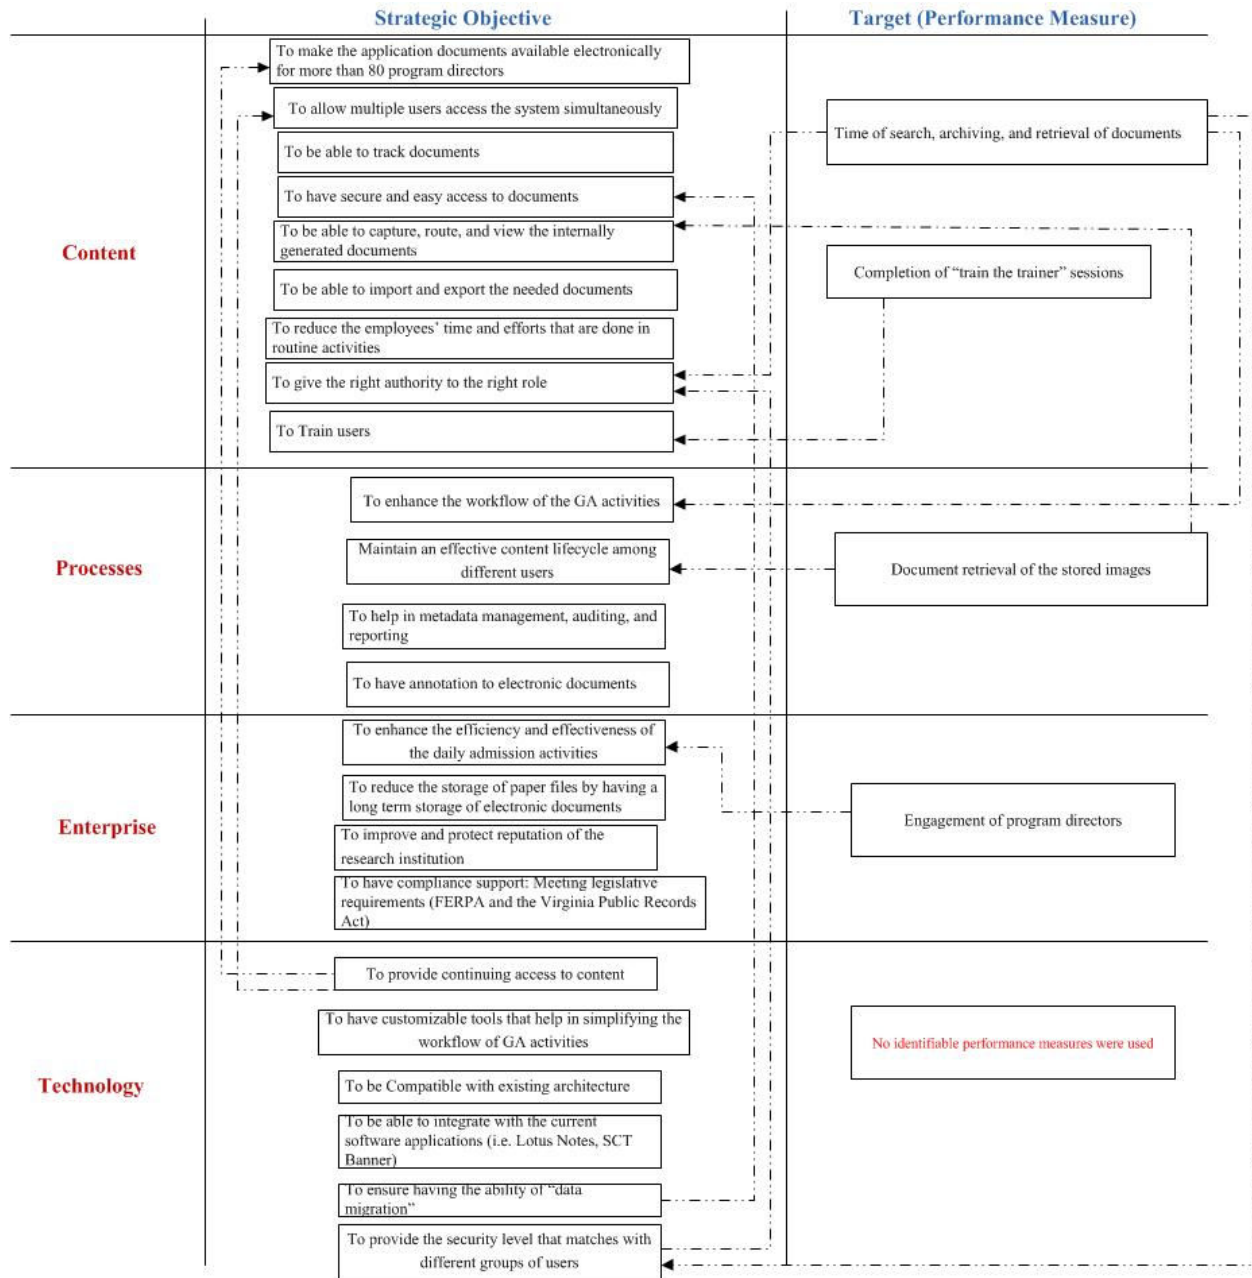 Strategic Objective
Target (Performance Measure)
Content
To make the application documents available electronically
for more than 80 program directors
To allow multiple users access the system simultaneously
To be able to track documents
To have secure and easy access to documents
To be able to capture, route, and view the internally
generated documents
To be able to import and export the needed documents
To reduce the employees’ time and efforts that are done in
routine activities
To give the right authority to the right role
To Train users
Time of search, archiving, and retrieval of documents
Completion of “train the trainer” sessions
Processes
To enhance the workflow of the GA activities
Maintain an effective content lifecycle among
different users
To help in metadata management, auditing, and
reporting
To have annotation to electronic documents
Document retrieval of the stored images
Enterprise
To enhance the efficiency and effectiveness of
the daily admission activities
To reduce the storage of paper files by having a
long term storage of electronic documents
To improve and protect reputation of the
research institution
To have compliance support: Meeting legislative
requirements (FERPA and the Virginia Public Records
Act)
Engagement of program directors
Technology
To provide continuing access to content
To have customizable tools that help in simplifying the
workflow of GA activities
To be Compatible with existing architecture
To be able to integrate with the current
software applications (i.e. Lotus Notes, SCT
Banner)
To ensure having the ability of “data
migration”
To provide the security level that matches with
different groups of users
No identifiable performance measures were used